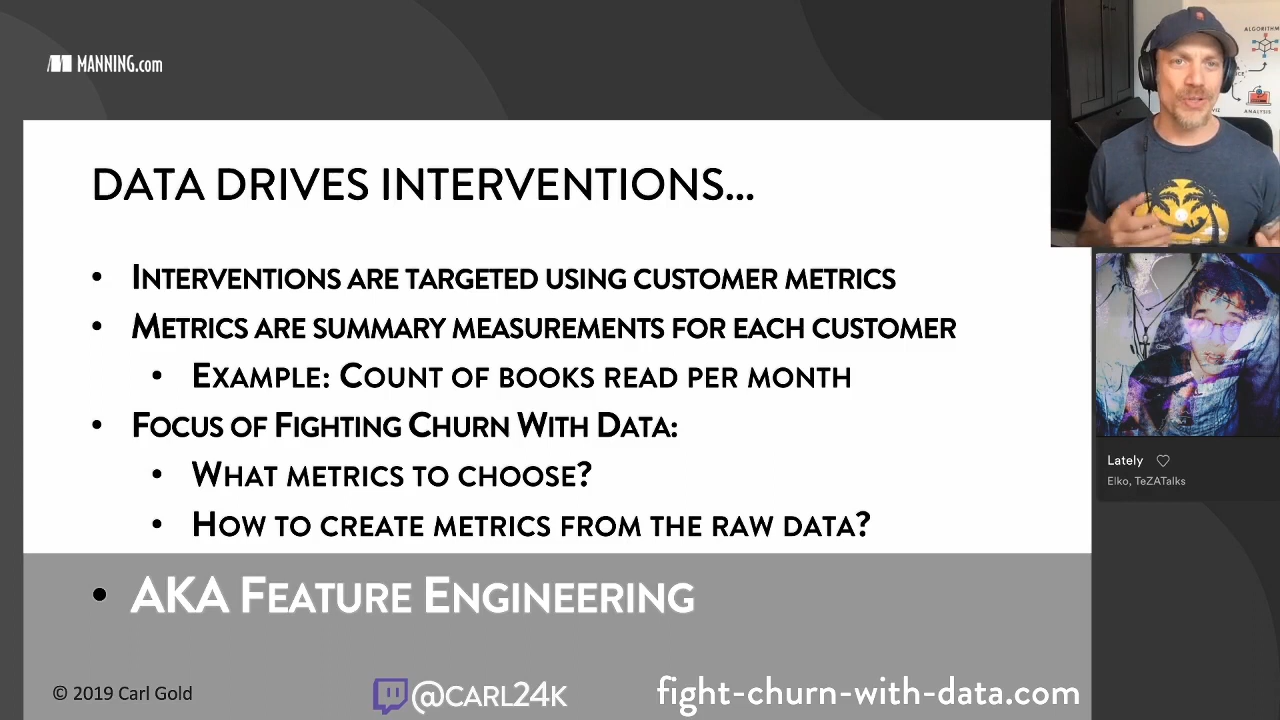 MANNING.com
DATA DRIVES INTERVENTIONS...
• INTERVENTIONS ARE TARGETED USING CUSTOMER METRICS
• METRICS ARE SUMMARY MEASUREMENTS FOR EACH CUSTOMER
• EXAMPLE: COUNT OF BOOKS READ PER MONTH
• FOCUS OF FIGHTING CHURN WITH DATA:
• WHAT METRICS TO CHOOSE?
• HOW TO CREATE METRICS FROM THE RAW DATA?
• AKA FEATURE ENGINEERING
© 2019 Carl Gold
@CARL24K
fight-churn-with-data.com
ALGORITHM
ANALYSIS
Lately
Elko, TeZATalks